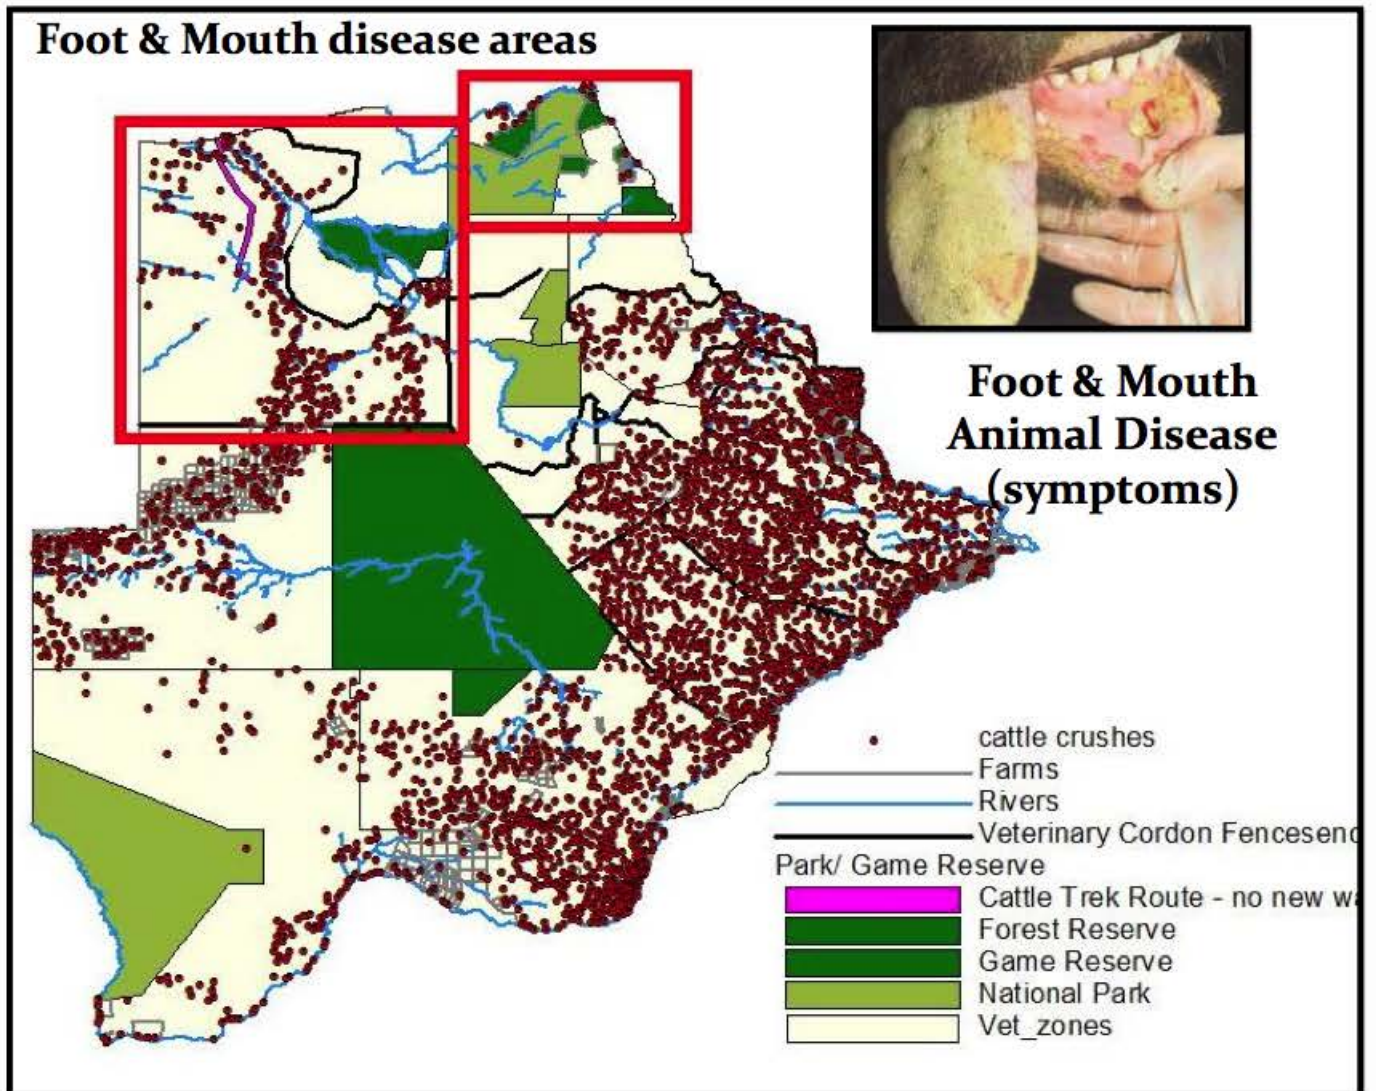 Foot & Mouth disease areas
Foot & Mouth
Animal Disease
(symptoms)
cattle crushes
Farms
Rivers
Veterinary Cordon Fencesenc
Park/ Game Reserve
Cattle Trek Route - no new wa
Forest Reserve
Game Reserve
National Park
Vet_zones